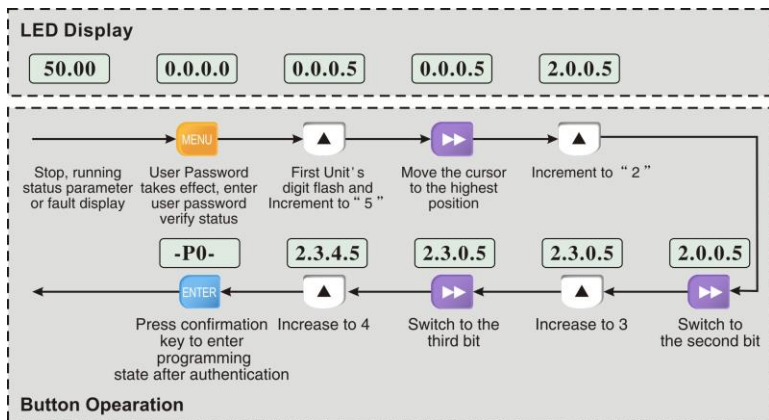 LED Display
50.00 0.0.0.0 0.0.0.5 0.0.0.5 2.0.0.5
MENU
Stop, running
status parameter
or fault display
User Password
takes effect, enter
user password
verify status
First Unit's
digit flash and
Increment to “5”
Move the cursor
to the highest
position
Increment to “2”
-P0- 2.3.4.5 2.3.0.5 2.3.0.5 2.0.0.5
ENTER
Press confirmation
key to enter
programming
state after authentication
Increase to 4
Switch to the
third bit
Increase to 3
Switch to
the second bit
Button Opearation